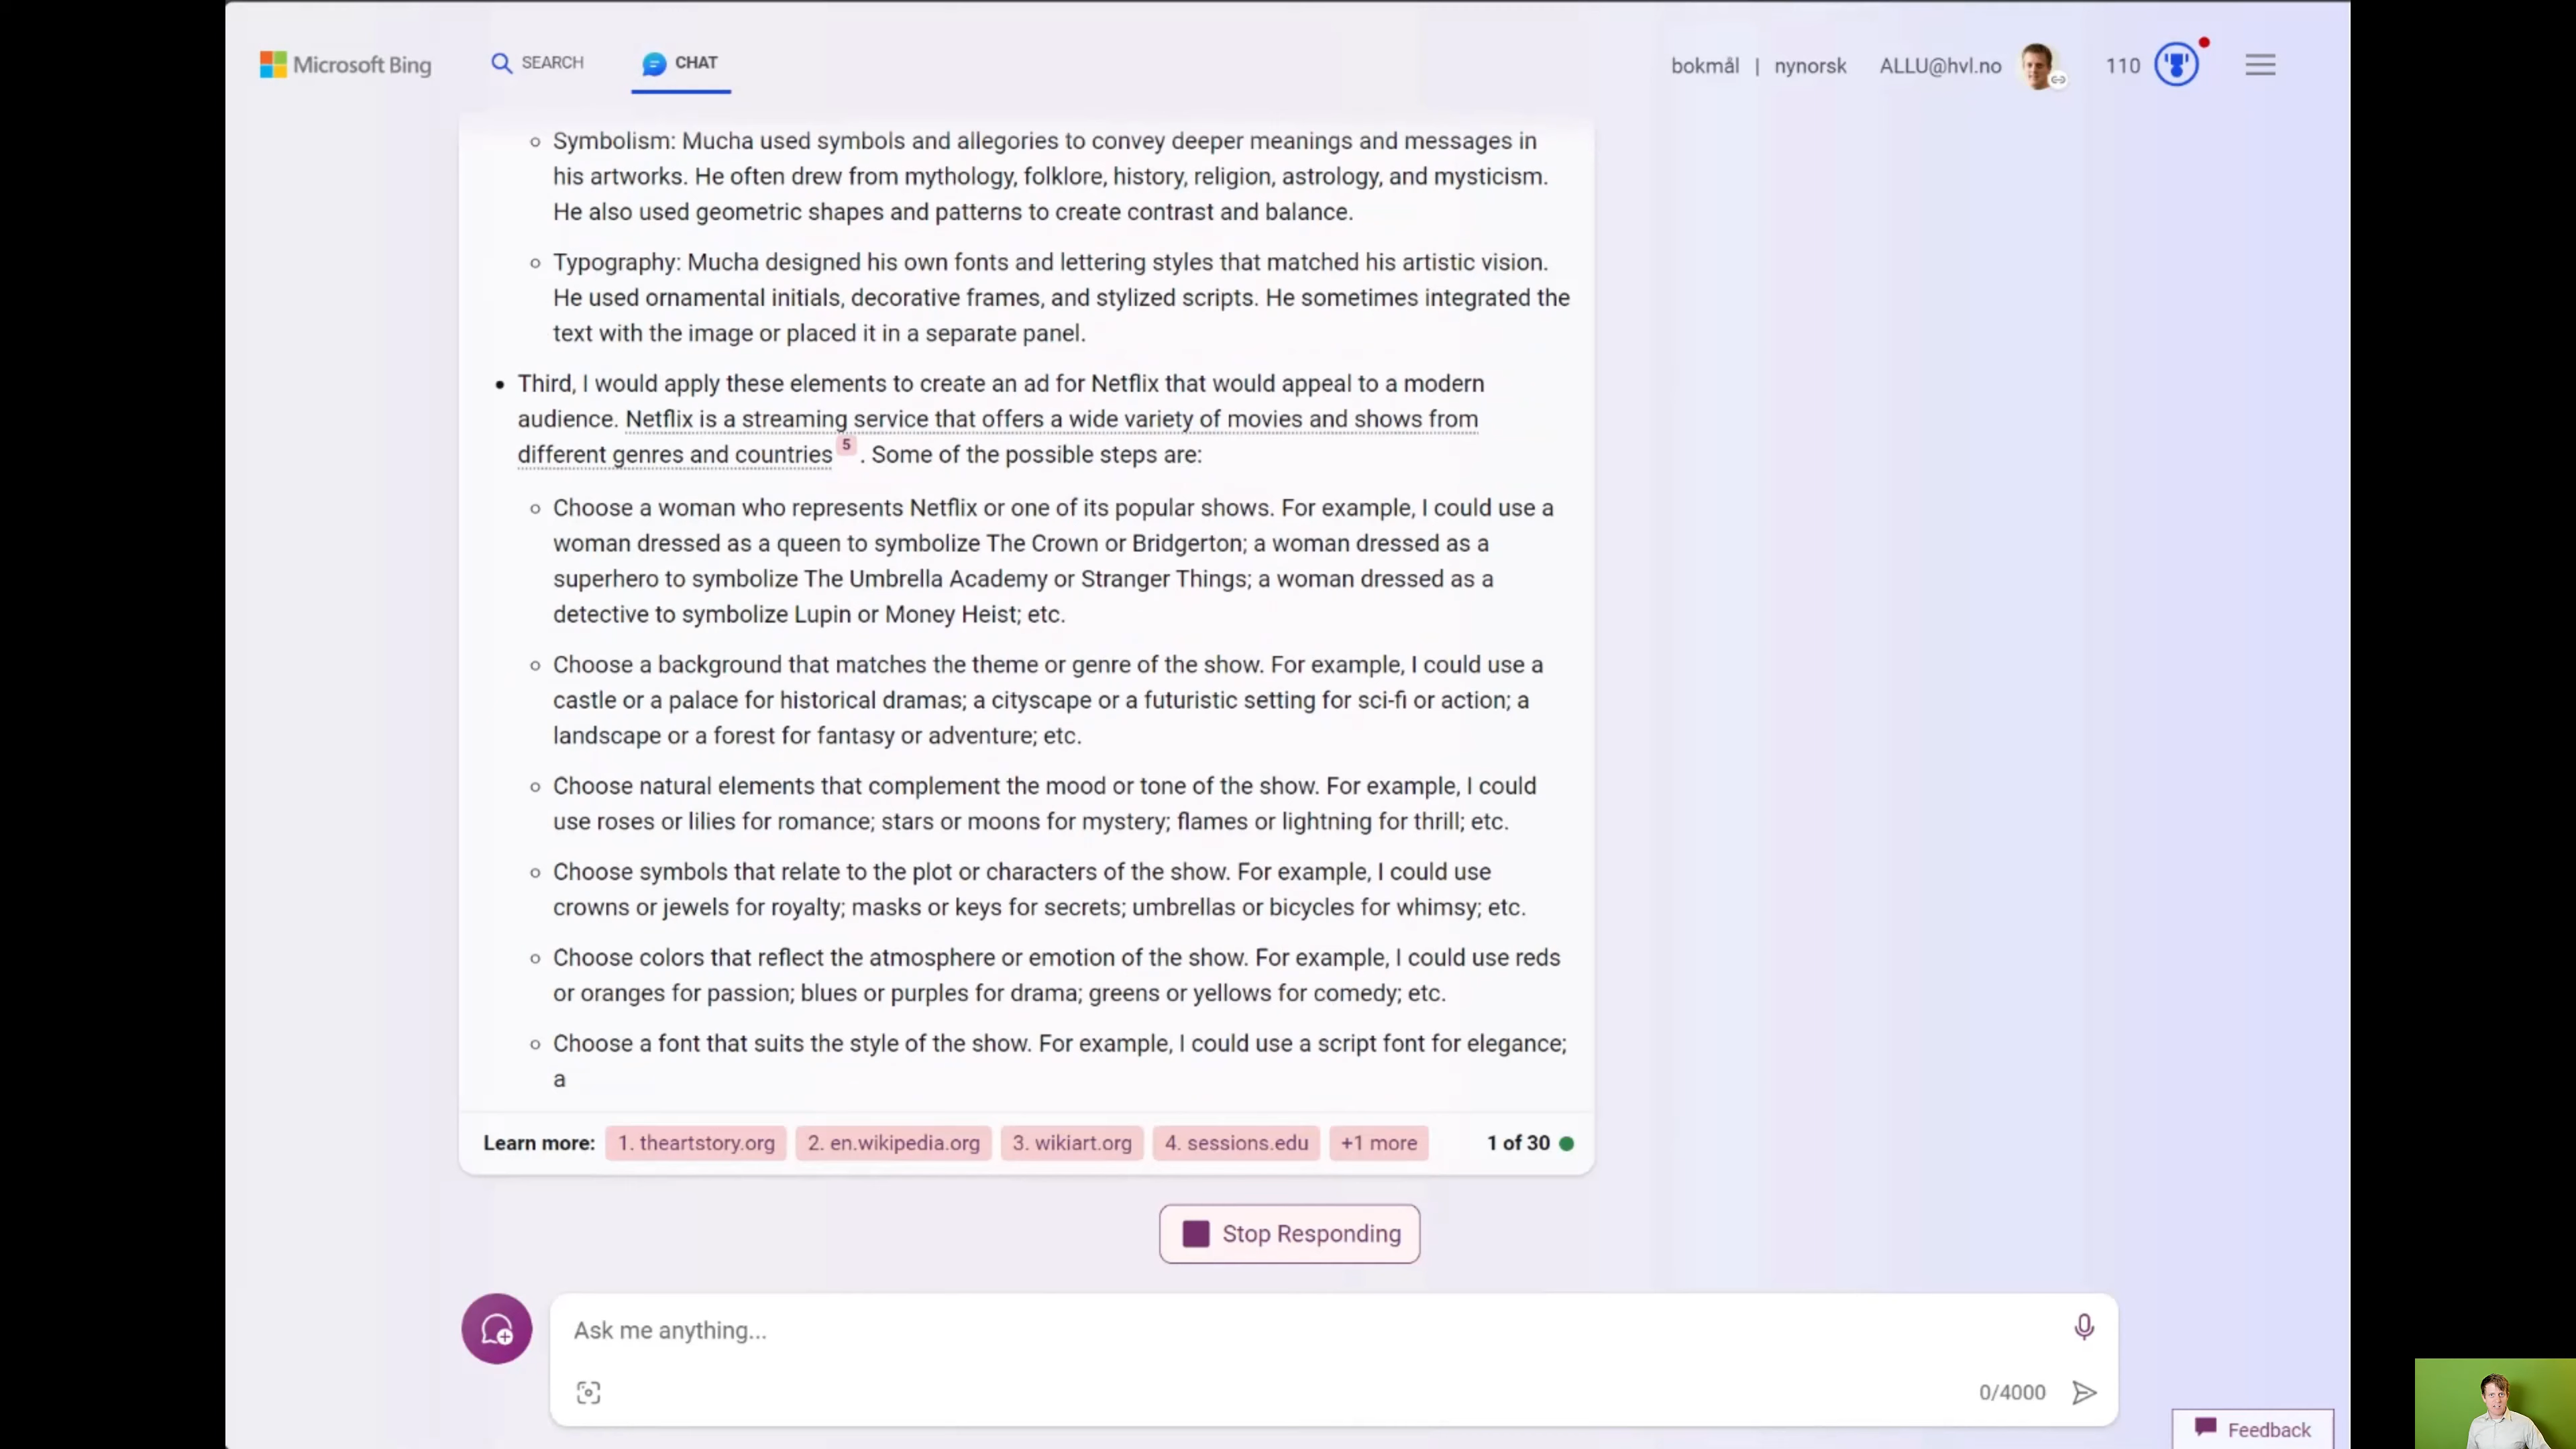 Microsoft Bing
SEARCH
CHAT
bokmål | nynorsk
ALLU@hvl.no
110
Symbolism: Mucha used symbols and allegories to convey deeper meanings and messages in
his artworks. He often drew from mythology, folklore, history, religion, astrology, and mysticism.
He also used geometric shapes and patterns to create contrast and balance.
Typography: Mucha designed his own fonts and lettering styles that matched his artistic vision.
He used ornamental initials, decorative frames, and stylized scripts. He sometimes integrated the
text with the image or placed it in a separate panel.
Third, I would apply these elements to create an ad for Netflix that would appeal to a modern
audience. Netflix is a streaming service that offers a wide variety of movies and shows from
different genres and countries 5 . Some of the possible steps are:
Choose a woman who represents Netflix or one of its popular shows. For example, I could use a
woman dressed as a queen to symbolize The Crown or Bridgerton; a woman dressed as a
superhero to symbolize The Umbrella Academy or Stranger Things; a woman dressed as a
detective to symbolize Lupin or Money Heist; etc.
Choose a background that matches the theme or genre of the show. For example, I could use a
castle or a palace for historical dramas; a cityscape or a futuristic setting for sci-fi or action; a
landscape or a forest for fantasy or adventure; etc.
Choose natural elements that complement the mood or tone of the show. For example, I could
use roses or lilies for romance; stars or moons for mystery; flames or lightning for thrill; etc.
Choose symbols that relate to the plot or characters of the show. For example, I could use
crowns or jewels for royalty; masks or keys for secrets; umbrellas or bicycles for whimsy; etc.
Choose colors that reflect the atmosphere or emotion of the show. For example, I could use reds
or oranges for passion; blues or purples for drama; greens or yellows for comedy; etc.
Choose a font that suits the style of the show. For example, I could use a script font for elegance;
a
Learn more: 1. theartstory.org 2. en.wikipedia.org 3. wikiart.org 4. sessions.edu +1 more 1 of 30
Stop Responding
Ask me anything...
0/4000
Feedback